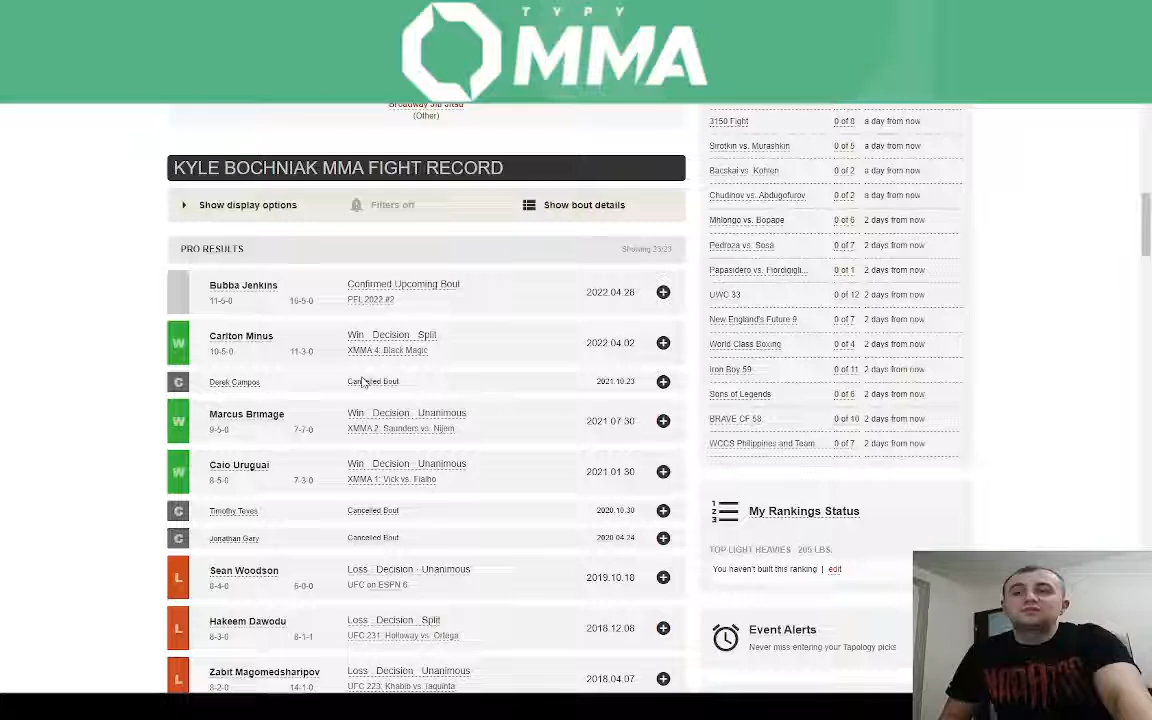 TYPY
MMA
Broadway Jiu Jitsu
(Other)
KYLE BOCHNIAK MMA FIGHT RECORD
Show display options Filters off Show bout details
PRO RESULTS Showing 23/23
Bubba Jenkins Confirmed Upcoming Bout 2022.04.28
11-5-0 16-5-0 PFL 2022 #2
W Carlton Minus Win Decision Split 2022.04.02
10-5-0 11-3-0 XMMA 4: Black Magic
C Derek Campos Cancelled Bout 2021.10.23
W Marcus Brimage Win Decision Unanimous 2021.07.30
9-5-0 7-7-0 XMMA 2: Saunders vs. Nijem
W Caio Uruguai Win Decision Unanimous 2021.01.30
8-5-0 7-3-0 XMMA 1: Vick vs. Fialho
C Timothy Teves Cancelled Bout 2020.10.30
C Jonathan Gary Cancelled Bout 2020.04.24
L Sean Woodson Loss Decision Unanimous 2019.10.18
8-4-0 6-0-0 UFC on ESPN 6
L Hakeem Dawodu Loss Decision Split 2018.12.08
8-3-0 8-1-1 UFC 231: Holloway vs. Ortega
L Zabit Magomedsharipov Loss Decision Unanimous 2018.04.07
8-2-0 14-1-0 UFC 223: Khabib vs. Iaquinta
3150 Fight 0 of 8 a day from now
Sirotkin vs. Murashkin 0 of 5 a day from now
Bacskai vs. Kohlen 0 of 2 a day from now
Chudinov vs. Abdugofurov 0 of 2 a day from now
Mhlongo vs. Bopape 0 of 6 2 days from now
Pedroza vs. Sosa 0 of 7 2 days from now
Papasidero vs. Fiordigigli... 0 of 1 2 days from now
UWC 33 0 of 12 2 days from now
New England's Future 9 0 of 7 2 days from now
World Class Boxing 0 of 4 2 days from now
Iron Boy 59 0 of 11 2 days from now
Sons of Legends 0 of 6 2 days from now
BRAVE CF 58 0 of 10 2 days from now
WCCS Philippines and Team 0 of 7 2 days from now
1
2
3
My Rankings Status
TOP LIGHT HEAVIES 205 LBS.
You haven't built this ranking | edit
Event Alerts
Never miss entering your Tapology picks